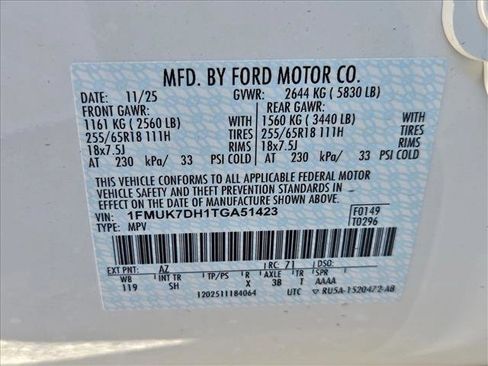 MFD. BY FORD MOTOR CO.
DATE: 11/25 GVWR: 2644 KG ( 5830 LB)
FRONT GAWR: REAR GAWR:
1161 KG ( 2560 LB) 1560 KG ( 3440 LB)
255/65R18 111H TIRES 255/65R18 111H TIRES
18x7.5J RIMS 18x7.5J RIMS
AT 230 kPa/ 33 PSI COLD AT 230 kPa/ 33 PSI COLD
THIS VEHICLE CONFORMS TO ALL APPLICABLE FEDERAL MOTOR
VEHICLE SAFETY, BUMPER, AND THEFT PREVENTION STANDARDS IN
EFFECT ON THE DATE OF MANUFACTURE SHOWN ABOVE.
VIN: 1FMUK7DH1TGA51423 F0149
TYPE: MPV T0296
EXT PNT: AZ RC: 71 DSO:
WB INT TR R AXLE TR SPR
119 SH X 3B T AAAA
1202511184064 UTC ▽ RU5A-1520472-AB